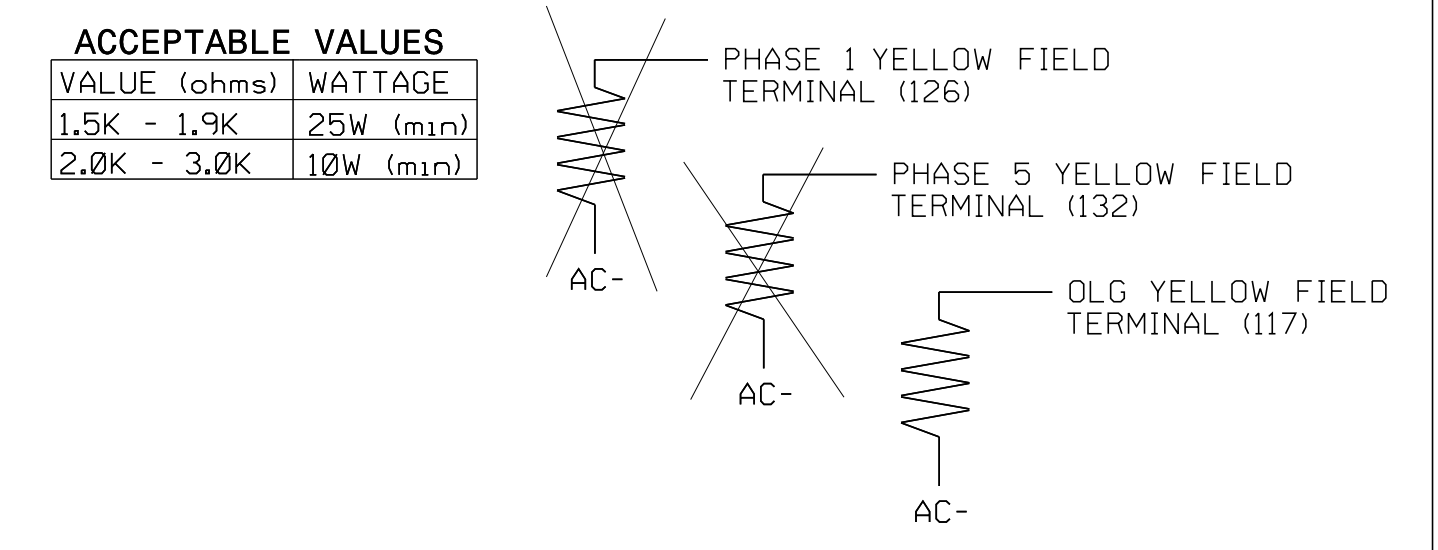 ACCEPTABLE VALUES
VALUE (ohms) WATTAGE
1.5K - 1.9K 25W (min)
2.0K - 3.0K 10W (min)
PHASE 1 YELLOW FIELD
TERMINAL (126)
AC-
PHASE 5 YELLOW FIELD
TERMINAL (132)
AC-
OLG YELLOW FIELD
TERMINAL (117)
AC-